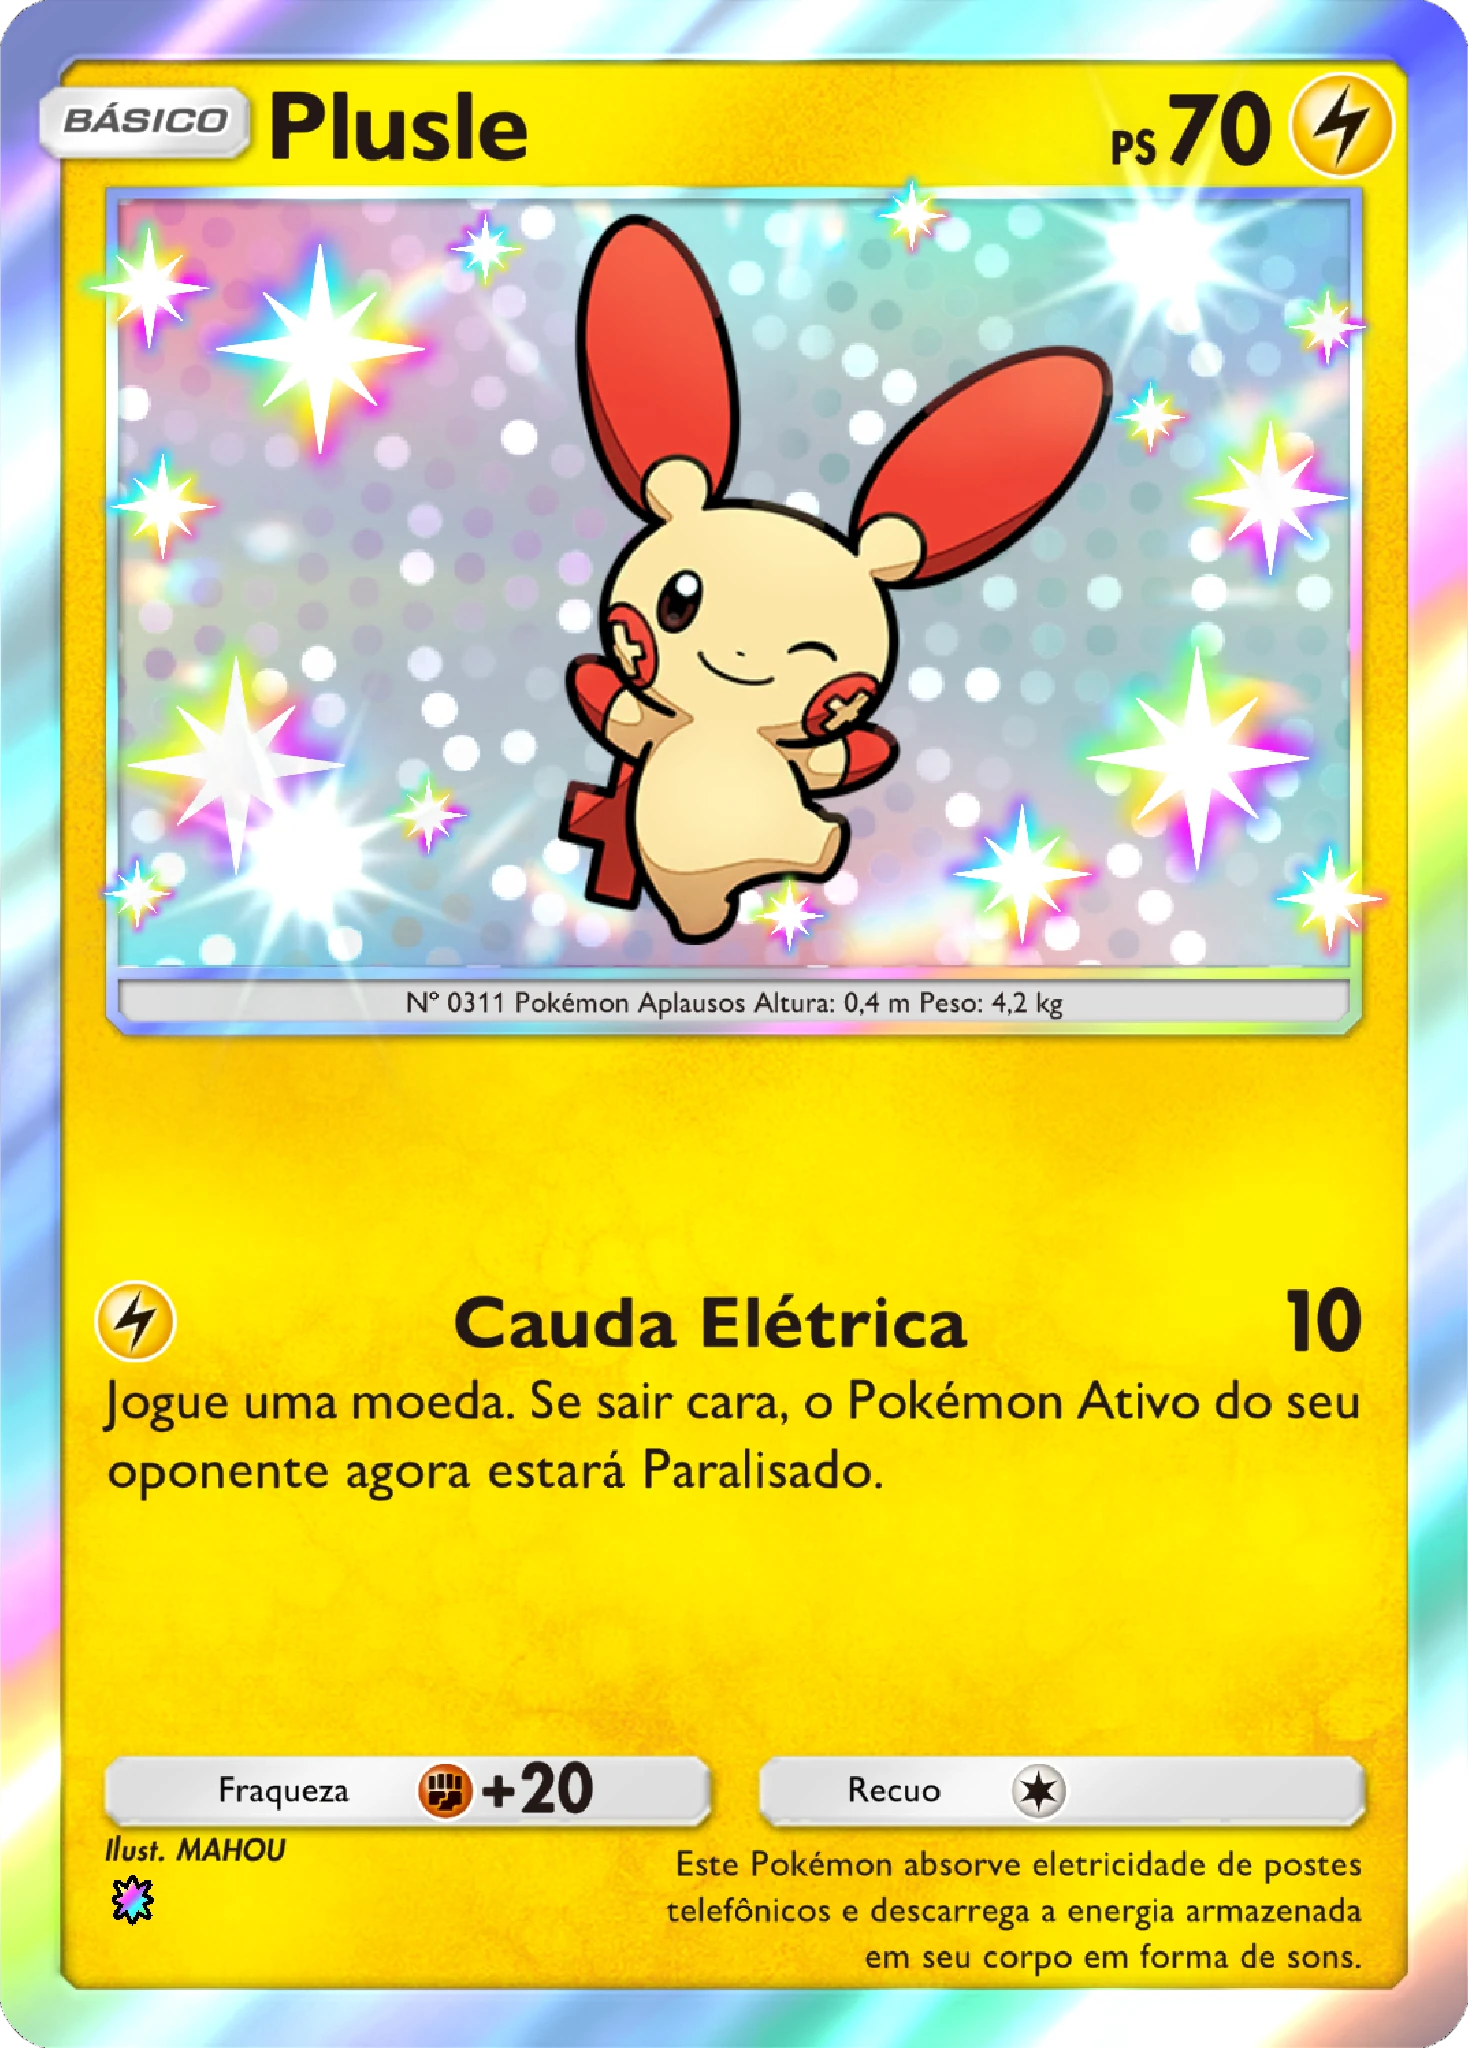 BÁSICO Plusle PS 70
Nº 0311 Pokémon Aplausos Altura: 0,4 m Peso: 4,2 kg
Cauda Elétrica 10
Jogue uma moeda. Se sair cara, o Pokémon Ativo do seu
oponente agora estará Paralisado.
Fraqueza +20 Recuo
Ilust. MAHOU
Este Pokémon absorve eletricidade de postes
telefônicos e descarrega a energia armazenada
em seu corpo em forma de sons.